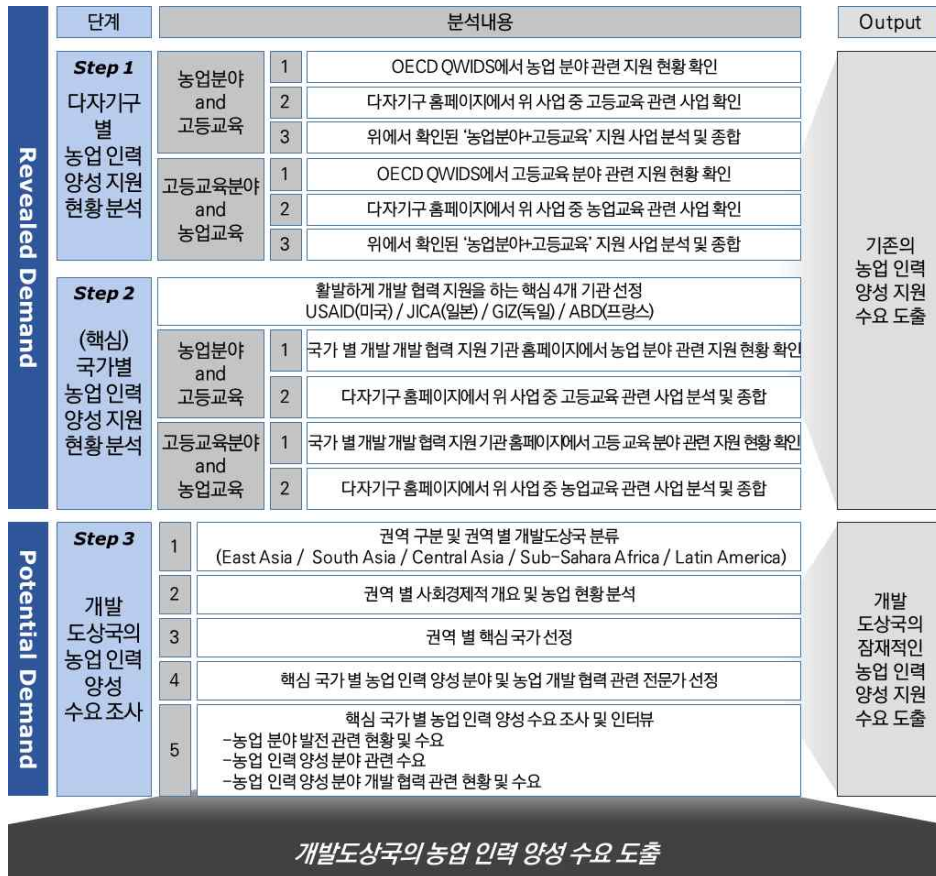 단계
분석내용
Output
Revealed Demand
Step 1
다자기구
별
농업 인력
양성 지원
현황 분석
농업분야
and
고등교육
1
OECD QWIDS에서 농업 분야 관련 지원 현황 확인
2
다자기구 홈페이지에서 위 사업 중 고등교육 관련 사업 확인
3
위에서 확인된 '농업분야+고등교육' 지원 사업 분석 및 종합
고등교육분야
and
농업교육
1
OECD QWIDS에서 고등교육 분야 관련 지원 현황 확인
2
다자기구 홈페이지에서 위 사업 중 농업교육 관련 사업 확인
3
위에서 확인된 '농업분야+고등교육' 지원 사업 분석 및 종합
Step 2
(핵심)
국가별
농업 인력
양성 지원
현황 분석
활발하게 개발 협력 지원을 하는 핵심 4개 기관 선정
USAID(미국) / JICA(일본) / GIZ(독일) / ABD(프랑스)
농업분야
and
고등교육
1
국가 별 개발 개발 협력 지원 기관 홈페이지에서 농업 분야 관련 지원 현황 확인
2
다자기구 홈페이지에서 위 사업 중 고등교육 관련 사업 분석 및 종합
고등교육분야
and
농업교육
1
국가 별 개발 개발 협력 지원 기관 홈페이지에서 고등 교육 분야 관련 지원 현황 확인
2
다자기구 홈페이지에서 위 사업 중 농업교육 관련 사업 분석 및 종합
기존의
농업 인력
양성 지원
수요 도출
Potential Demand
Step 3
개발
도상국의
농업 인력
양성
수요 조사
1
권역 구분 및 권역 별 개발도상국 분류
(East Asia / South Asia / Central Asia / Sub-Sahara Africa / Latin America)
2
권역 별 사회경제적 개요 및 농업 현황 분석
3
권역 별 핵심 국가 선정
4
핵심 국가 별 농업 인력 양성 분야 및 농업 개발 협력 관련 전문가 선정
5
핵심 국가 별 농업 인력 양성 수요 조사 및 인터뷰
-농업 분야 발전 관련 현황 및 수요
-농업 인력 양성 분야 관련 수요
-농업 인력 양성 분야 개발 협력 관련 현황 및 수요
개발
도상국의
잠재적인
농업 인력
양성 지원
수요 도출
개발도상국의 농업 인력 양성 수요 도출